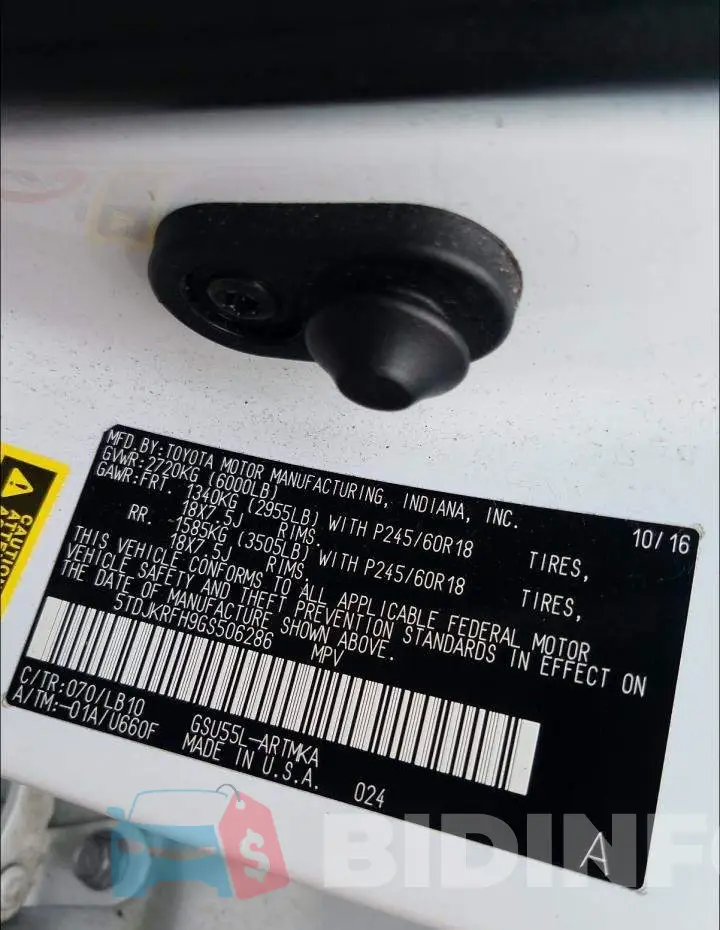 MFD. BY: TOYOTA MOTOR MANUFACTURING, INDIANA, INC. 10/16
GVWR: 2720KG (6000LB)
GAWR: FRT. 1340KG (2955LB) WITH P245/60R18 TIRES,
18X7.5J RIMS.
RR. 1585KG (3505LB) WITH P245/60R18 TIRES,
18X7.5J RIMS.
THIS VEHICLE CONFORMS TO ALL APPLICABLE FEDERAL MOTOR
VEHICLE SAFETY AND THEFT PREVENTION STANDARDS IN EFFECT ON
THE DATE OF MANUFACTURE SHOWN ABOVE.
5TDJKRFH9GS506286 MPV
C/TR: 070/LB10
A/TM: -01A/U660F GSU55L-ARTMKA
MADE IN U.S.A. 024
A
CAUTION
BIDINFO